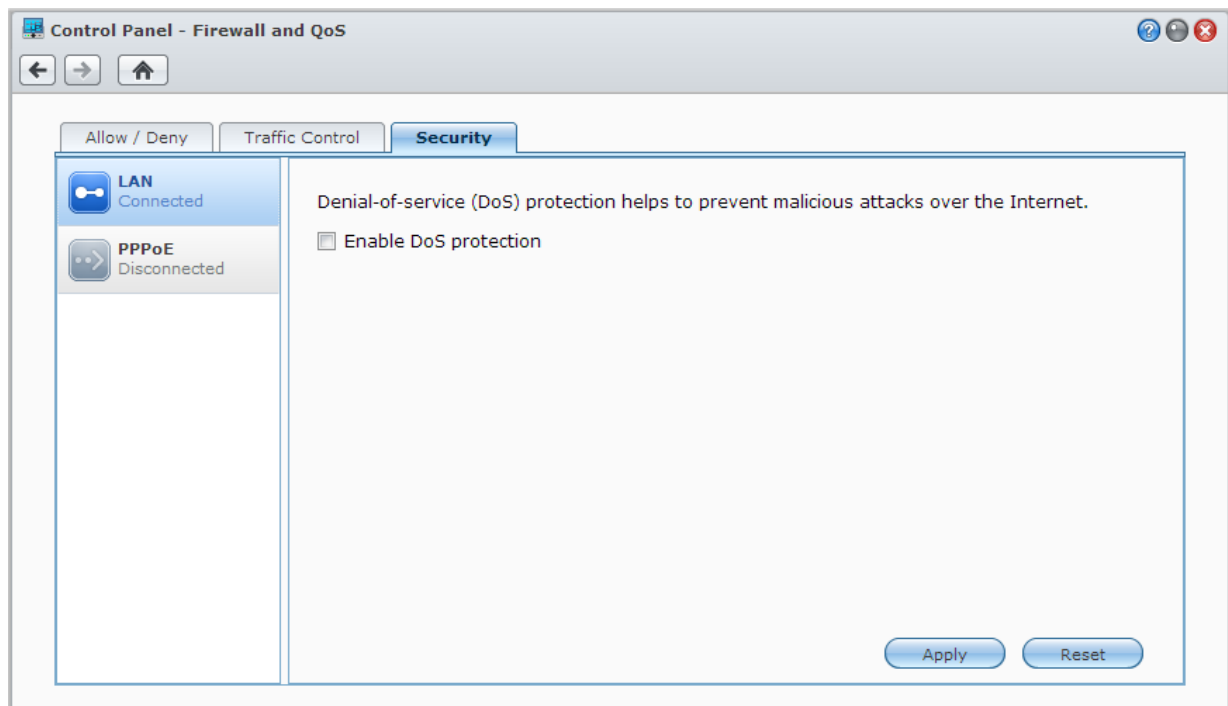 Control Panel - Firewall and QoS
Allow / Deny
Traffic Control
Security
LAN
Connected
PPPoE
Disconnected
Denial-of-service (DoS) protection helps to prevent malicious attacks over the Internet.
Enable DoS protection
Apply
Reset